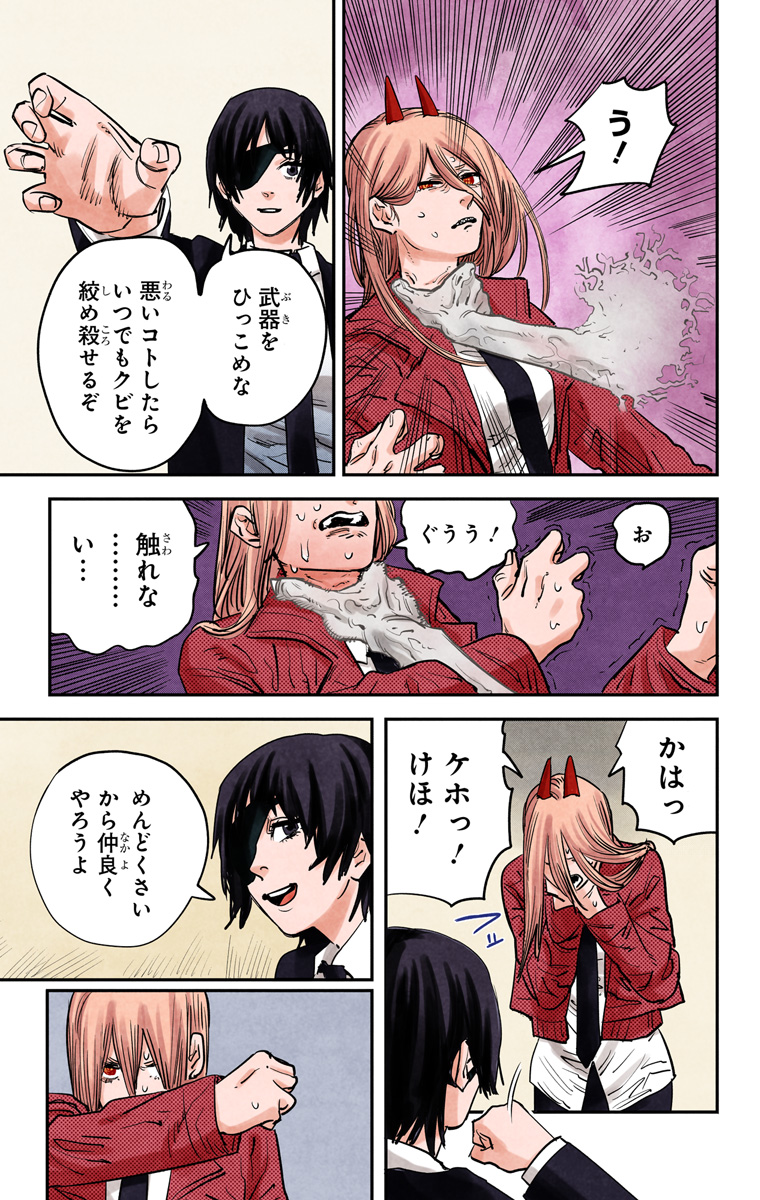 う！
武器を
ひっこめな
悪いコトしたら
いつでもクビを
絞め殺せるぞ
お
ぐうう！
触れな
………
い…
かはっ
ケホっ！
けほ！
めんどくさい
から仲良く
やろうよ